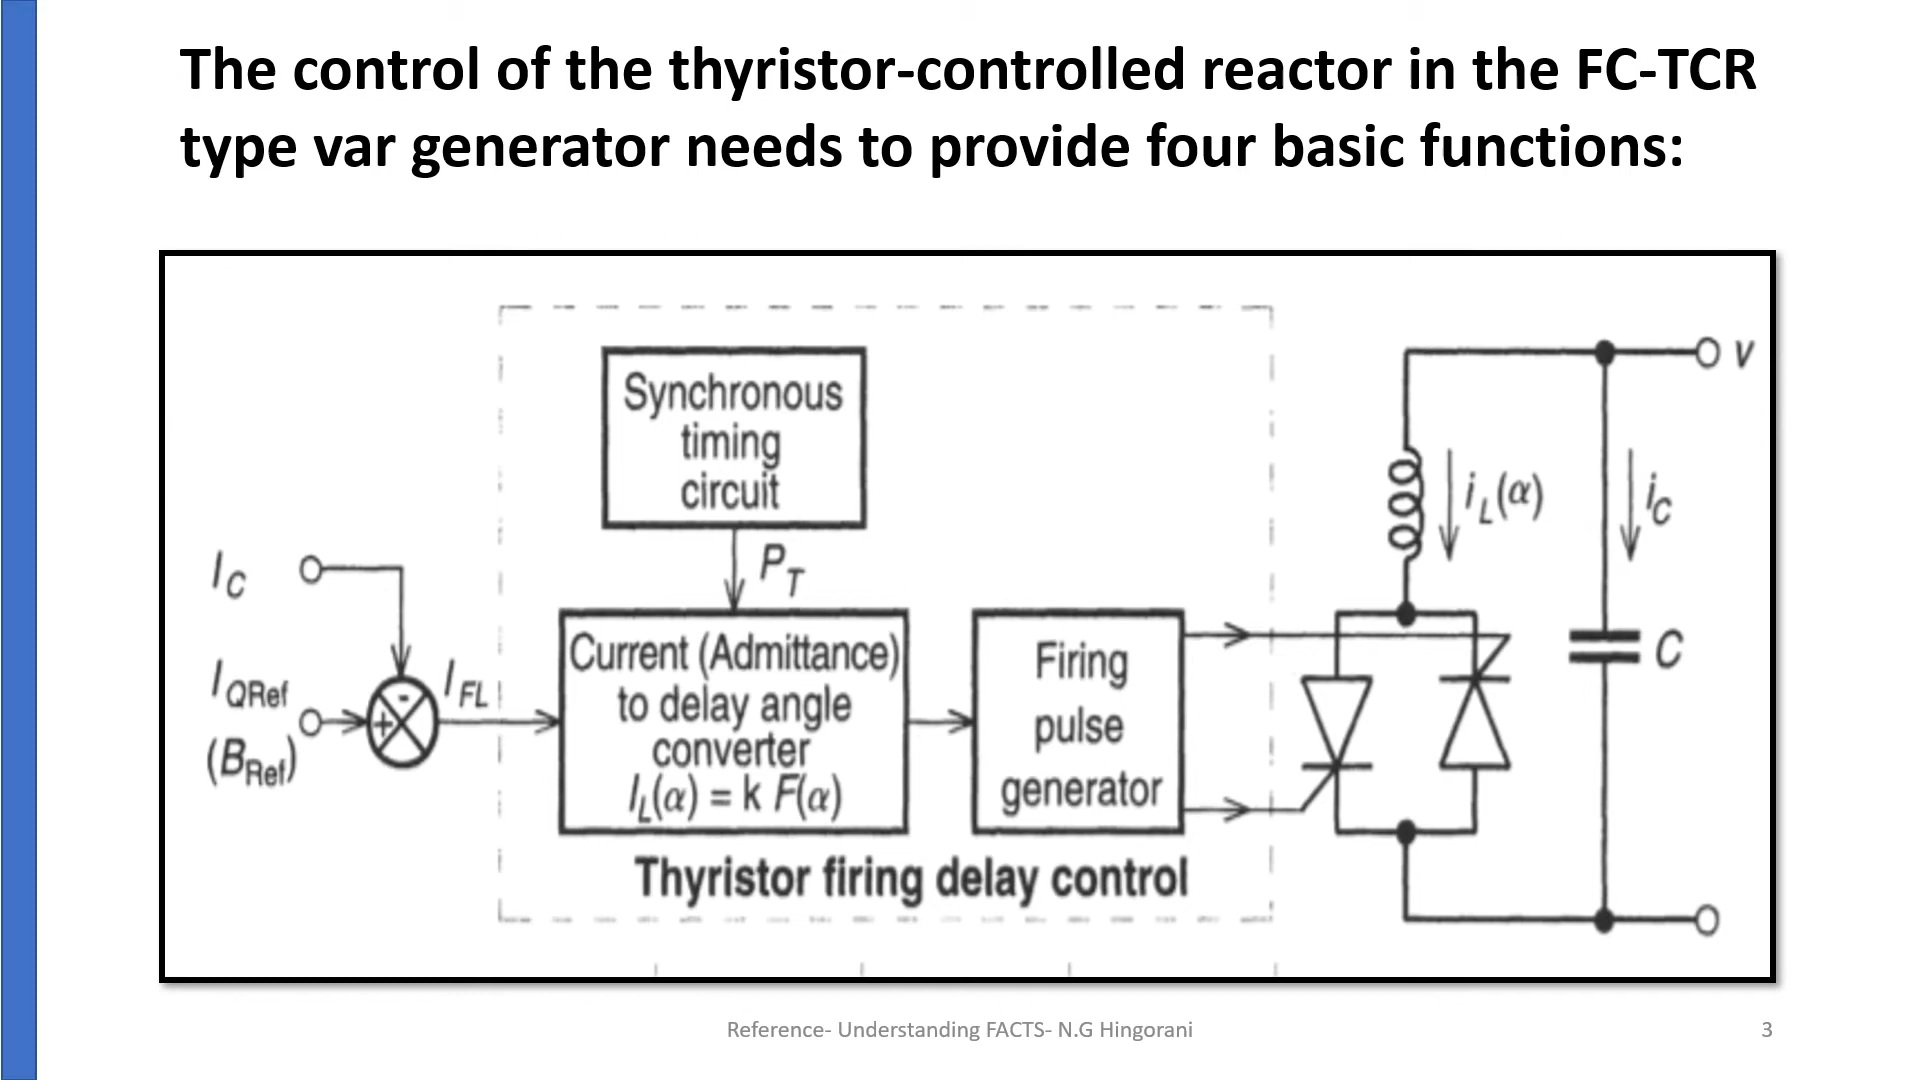 The control of the thyristor-controlled reactor in the FC-TCR
type var generator needs to provide four basic functions:
Synchronous
timing
circuit
P_T
I_C
I_QRef
(B_Ref)
-
+
I_FL
Current (Admittance)
to delay angle
converter
I_L(α) = k F(α)
Firing
pulse
generator
Thyristor firing delay control
v
i_L(α)
i_C
C
Reference- Understanding FACTS- N.G Hingorani
3